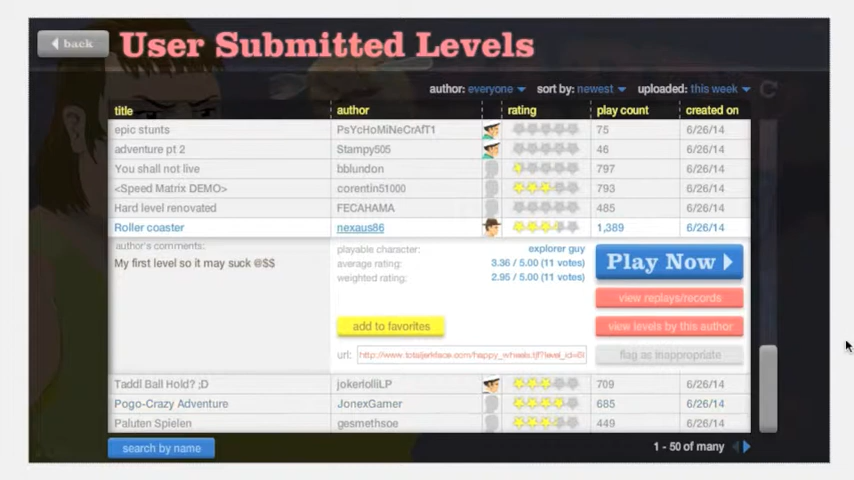 back
User Submitted Levels
author: everyone sort by: newest uploaded: this week
title author rating play count created on
epic stunts PsYcHoMiNeCrAfT1 75 6/26/14
adventure pt 2 Stampy505 46 6/26/14
You shall not live bblundon 797 6/26/14
<Speed Matrix DEMO> corentin51000 793 6/26/14
Hard level renovated FECAHAMA 485 6/26/14
Roller coaster nexaus86 1,389 6/26/14
author's comments:
My first level so it may suck @$$
playable character: explorer guy
average rating: 3.36 / 5.00 (11 votes)
weighted rating: 2.95 / 5.00 (11 votes)
add to favorites
Play Now
view replays/records
view levels by this author
url: http://www.totaljerkface.com/happy_wheels.tjf?level_id=
flag as inappropriate
Taddl Ball Hold? ;D jokerlolliLP 709 6/26/14
Pogo-Crazy Adventure JonexGamer 685 6/26/14
Paluten Spielen gesmethsoe 449 6/26/14
search by name
1 - 50 of many